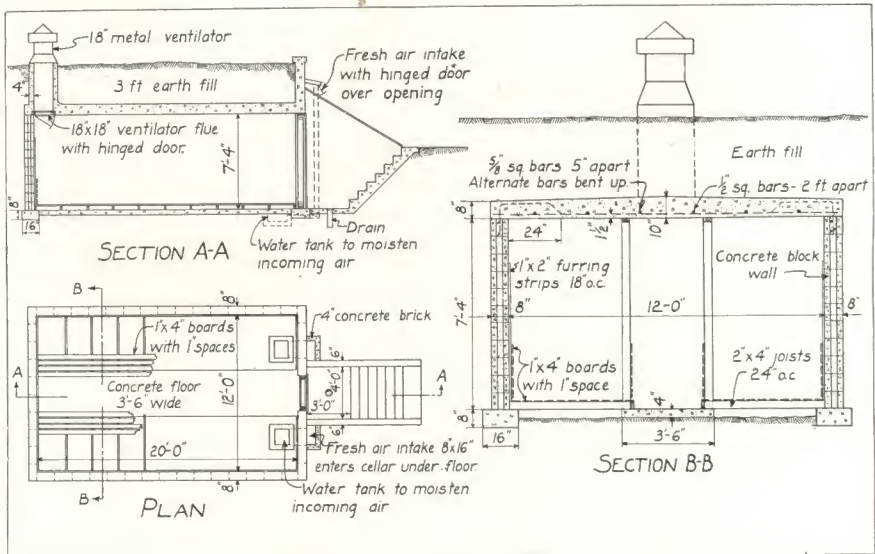 18" metal ventilator
4"
3 ft earth fill
Fresh air intake
with hinged door
over opening
18"x18" ventilator flue
with hinged door.
7'-4"
8"
16"
Drain
Water tank to moisten
incoming air
SECTION A-A
B
8"
1"x4" boards
with 1" spaces
4" concrete brick
6"
A
Concrete floor
3'-6" wide
12'-0"
3'-0"
4'-0"
A
6"
20'-0"
Fresh air intake 8"x16"
enters cellar under floor.
B
8"
Water tank to moisten
incoming air
PLAN
Earth fill
5/8" sq. bars 5" apart
Alternate bars bent up.
1/2" sq. bars - 2 ft apart
8"
24"
1 1/2"
10"
1"x2" furring
strips 18" o.c.
Concrete block
wall
7'-4"
8"
12'-0"
8"
1"x4" boards
with 1" space
2"x4" joists
24" o.c
4"
8"
16"
3'-6"
SECTION B-B